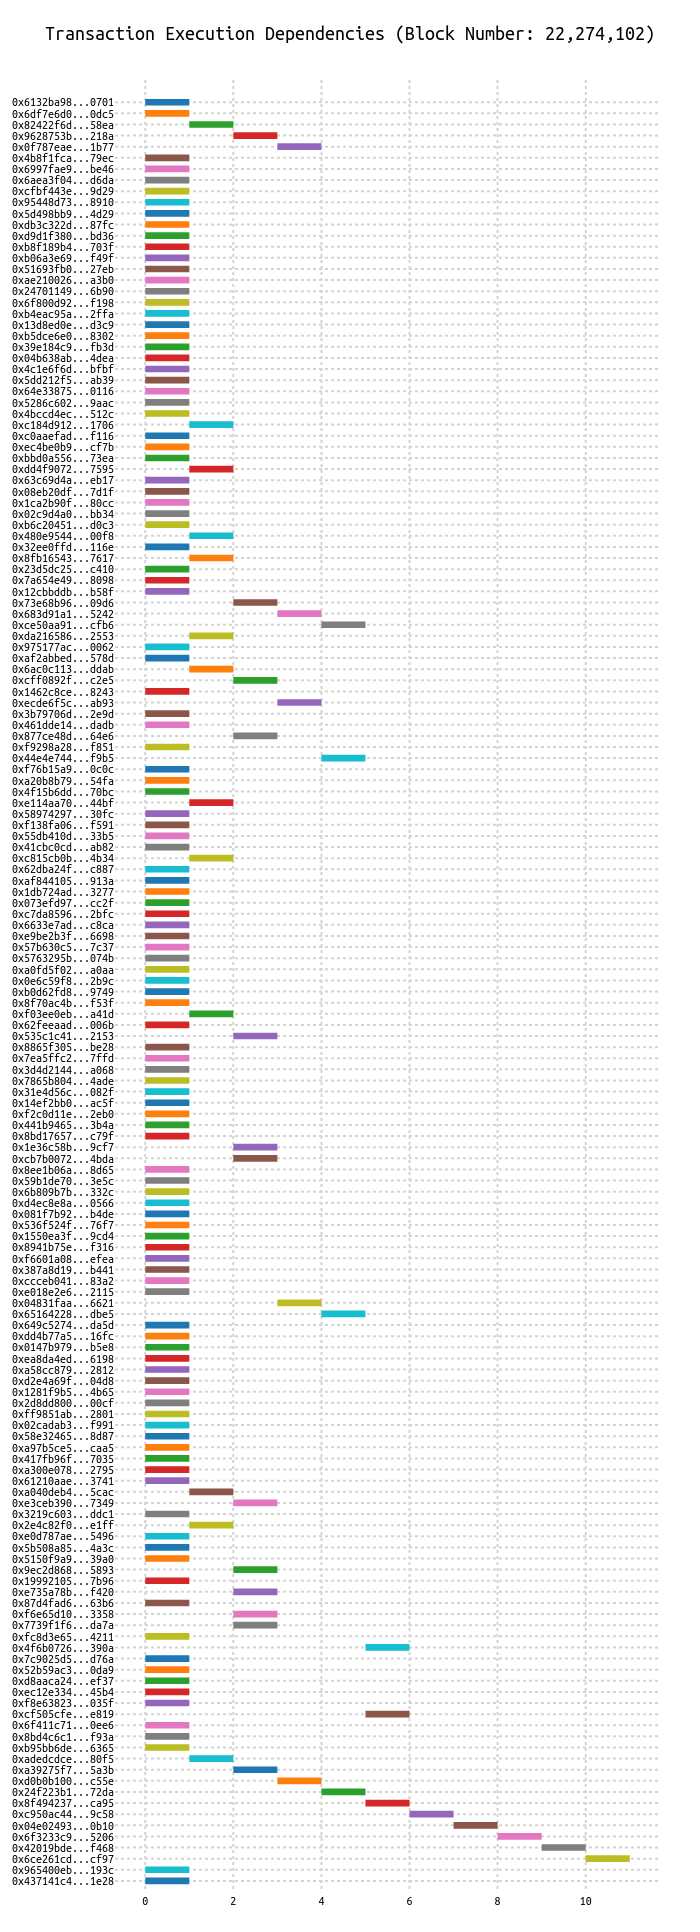 Transaction Execution Dependencies (Block Number: 22,274,102)
0x6132ba98...0701
0x6df7e6d0...0dc5
0x82422f6d...58ea
0x9628753b...218a
0x0f787eae...1b77
0x4b8f1fca...79ec
0x6997fae9...be46
0x6aea3f04...d6da
0xcfbf443e...9d29
0x95448d73...8910
0x5d498bb9...4d29
0xdb3c322d...87fc
0xd9d1f380...bd36
0xb8f189b4...703f
0xb06a3e69...f49f
0x51693fb0...27eb
0xae210026...a3b0
0x24701149...6b90
0x6f800d92...f198
0xb4eac95a...2ffa
0x13d8ed0e...d3c9
0xb5dce6e0...8302
0x39e184c9...fb3d
0x04b638ab...4dea
0x4c1e6f6d...bfbf
0x5dd212f5...ab39
0x64e33875...0116
0x5286c602...9aac
0x4bccd4ec...512c
0xc184d912...1706
0xc0aaefad...f116
0xec4be0b9...cf7b
0xbbd0a556...73ea
0xdd4f9072...7595
0x63c69d4a...eb17
0x08eb20df...7d1f
0x1ca2b90f...80cc
0x02c9d4a0...bb34
0xb6c20451...d0c3
0x480e9544...00f8
0x32ee0ffd...116e
0x8fb16543...7617
0x23d5dc25...c410
0x7a654e49...8098
0x12cbbddb...b58f
0x73e68b96...09d6
0x683d91a1...5242
0xce50aa91...cfb6
0xda216586...2553
0x975177ac...0062
0xaf2abbed...578d
0x6ac0c113...ddab
0xcff0892f...c2e5
0x1462c8ce...8243
0xecde6f5c...ab93
0x3b79706d...2e9d
0x461dde14...dadb
0x877ce48d...64e6
0xf9298a28...f851
0x44e4e744...f9b5
0xf76b15a9...0c0c
0xa20b8b79...54fa
0x4f15b6dd...70bc
0xe114aa70...44bf
0x58974297...30fc
0xf138fa06...f591
0x55db410d...33b5
0x41cbc0cd...ab82
0xc815cb0b...4b34
0x62dba24f...c887
0xaf844105...913a
0x1db724ad...3277
0x073efd97...cc2f
0xc7da8596...2bfc
0x6633e7ad...c8ca
0xe9be2b3f...6698
0x57b630c5...7c37
0x5763295b...074b
0xa0fd5f02...a0aa
0x0e6c59f8...2b9c
0xb0d62fd8...9749
0x8f70ac4b...f53f
0xf03ee0eb...a41d
0x62feeaad...006b
0x535c1c41...2153
0x8865f305...be28
0x7ea5ffc2...7ffd
0x3d4d2144...a068
0x7865b804...4ade
0x31e4d56c...082f
0x14ef2bb0...ac5f
0xf2c0d11e...2eb0
0x441b9465...3b4a
0x8bd17657...c79f
0x1e36c58b...9cf7
0xcb7b0072...4bda
0x8ee1b06a...8d65
0x59b1de70...3e5c
0x6b809b7b...332c
0xd4ec8e8a...0566
0x081f7b92...b4de
0x536f524f...76f7
0x1550ea3f...9cd4
0x8941b75e...f316
0xf6601a08...efea
0x387a8d19...b441
0xccceb041...83a2
0xe018e2e6...2115
0x04831faa...6621
0x65164228...dbe5
0x649c5274...da5d
0xdd4b77a5...16fc
0x0147b979...b5e8
0xea8da4ed...6198
0xa58cc879...2812
0xd2e4a69f...04d8
0x1281f9b5...4b65
0x2d8dd800...00cf
0xff9851ab...2801
0x02cadab3...f991
0x58e32465...8d87
0xa97b5ce5...caa5
0x417fb96f...7035
0xa300e078...2795
0x61210aae...3741
0xa040deb4...5cac
0xe3ceb390...7349
0x3219c603...ddc1
0x2e4c82f0...e1ff
0xe0d787ae...5496
0x5b508a85...4a3c
0x5150f9a9...39a0
0x9ec2d868...5893
0x19992105...7b96
0xe735a78b...f420
0x87d4fad6...63b6
0xf6e65d10...3358
0x7739f1f6...da7a
0xfc8d3e65...4211
0x4f6b0726...390a
0x7c9025d5...d76a
0x52b59ac3...0da9
0xd8aaca24...ef37
0xec12e334...45b4
0xf8e63823...035f
0xcf505cfe...e819
0x6f411c71...0ee6
0x8bd4c6c1...f93a
0xb95bb6de...6365
0xadedcdce...80f5
0xa39275f7...5a3b
0xd0b0b100...c55e
0x24f223b1...72da
0x8f494237...ca95
0xc950ac44...9c58
0x04e02493...0b10
0x6f3233c9...5206
0x42019bde...f468
0x6ce261cd...cf97
0x965400eb...193c
0x437141c4...1e28
0 2 4 6 8 10